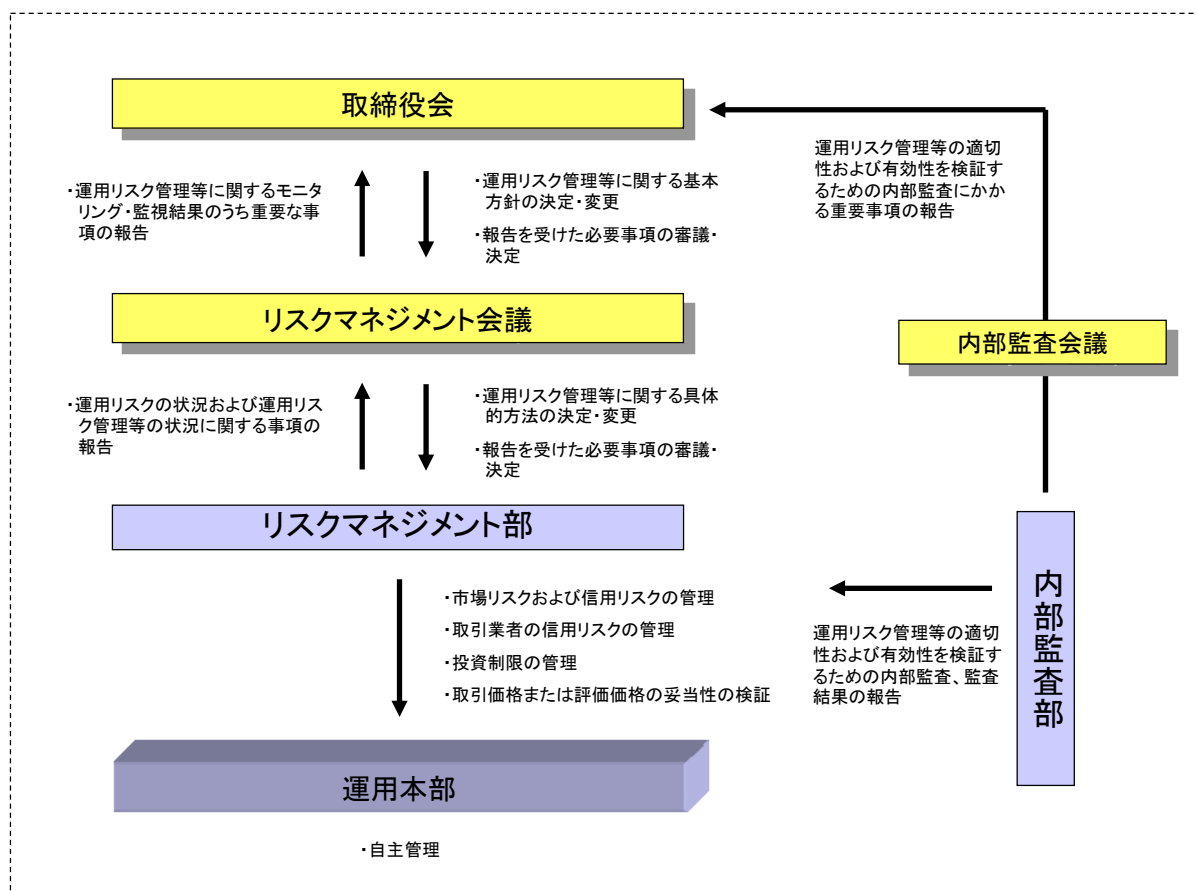 取締役会
・運用リスク管理等に関するモニ
タリング・監視結果のうち重要な事
項の報告
・運用リスク管理等に関する基本
方針の決定・変更
・報告を受けた必要事項の審議・
決定
運用リスク管理等の適切
性および有効性を検証す
るための内部監査にかか
る重要事項の報告
リスクマネジメント会議
内部監査会議
・運用リスクの状況および運用リス
ク管理等の状況に関する事項の
報告
・運用リスク管理等に関する具体
的方法の決定・変更
・報告を受けた必要事項の審議・
決定
リスクマネジメント部
内部監査部
・市場リスクおよび信用リスクの管理
・取引業者の信用リスクの管理
・投資制限の管理
・取引価格または評価価格の妥当性の検証
運用リスク管理等の適切
性および有効性を検証す
るための内部監査、監査
結果の報告
運用本部
・自主管理